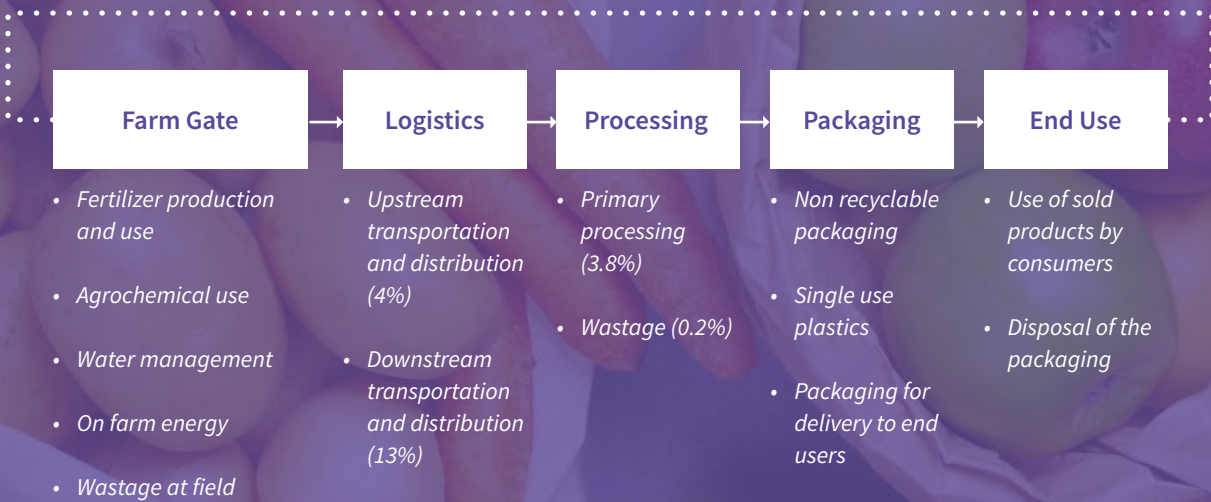 Farm Gate
Logistics
Processing
Packaging
End Use
• Fertilizer production
and use
• Agrochemical use
• Water management
• On farm energy
• Wastage at field
• Upstream
transportation
and distribution
(4%)
• Downstream
transportation
and distribution
(13%)
• Primary
processing
(3.8%)
• Wastage (0.2%)
• Non recyclable
packaging
• Single use
plastics
• Packaging for
delivery to end
users
• Use of sold
products by
consumers
• Disposal of the
packaging